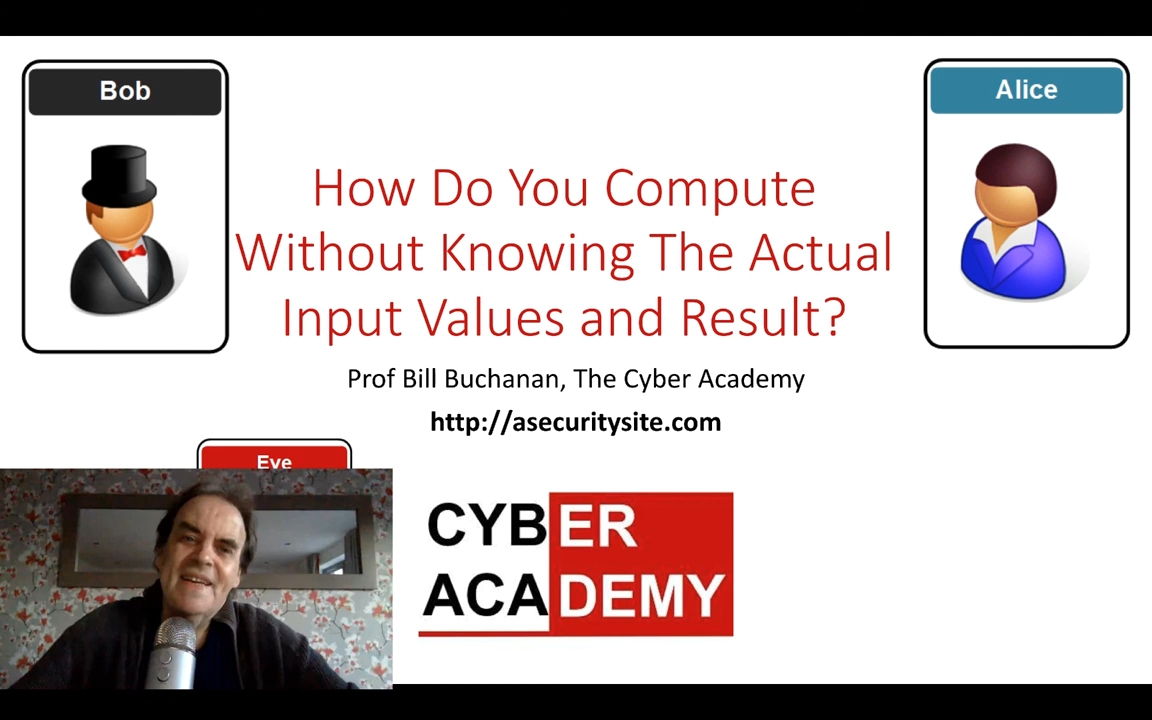 Bob
Alice
How Do You Compute
Without Knowing The Actual
Input Values and Result?
Prof Bill Buchanan, The Cyber Academy
http://asecuritysite.com
Eve
CYBER
ACADEMY